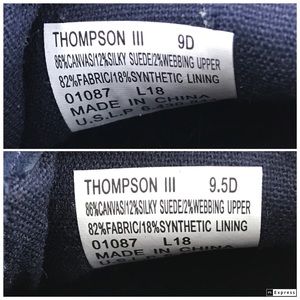 THOMPSON III 9D
86%CANVAS/12%SILKY SUEDE/2%WEBBING UPPER
82%FABRIC/18%SYNTHETIC LINING
01087 L18
MADE IN CHINA
U.S.L.P.
THOMPSON III 9.5D
86%CANVAS/12%SILKY SUEDE/2%WEBBING UPPER
82%FABRIC/18%SYNTHETIC LINING
01087 L18
MADE IN CHINA
Express